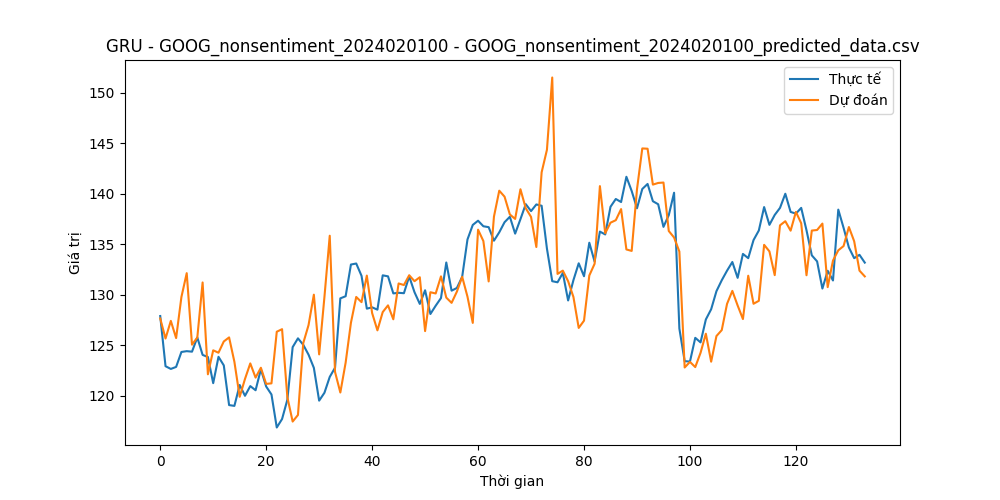 GRU - GOOG_nonsentiment_2024020100 - GOOG_nonsentiment_2024020100_predicted_data.csv
Thực tế
Dự đoán
Giá trị
150
145
140
135
130
125
120
0 20 40 60 80 100 120
Thời gian